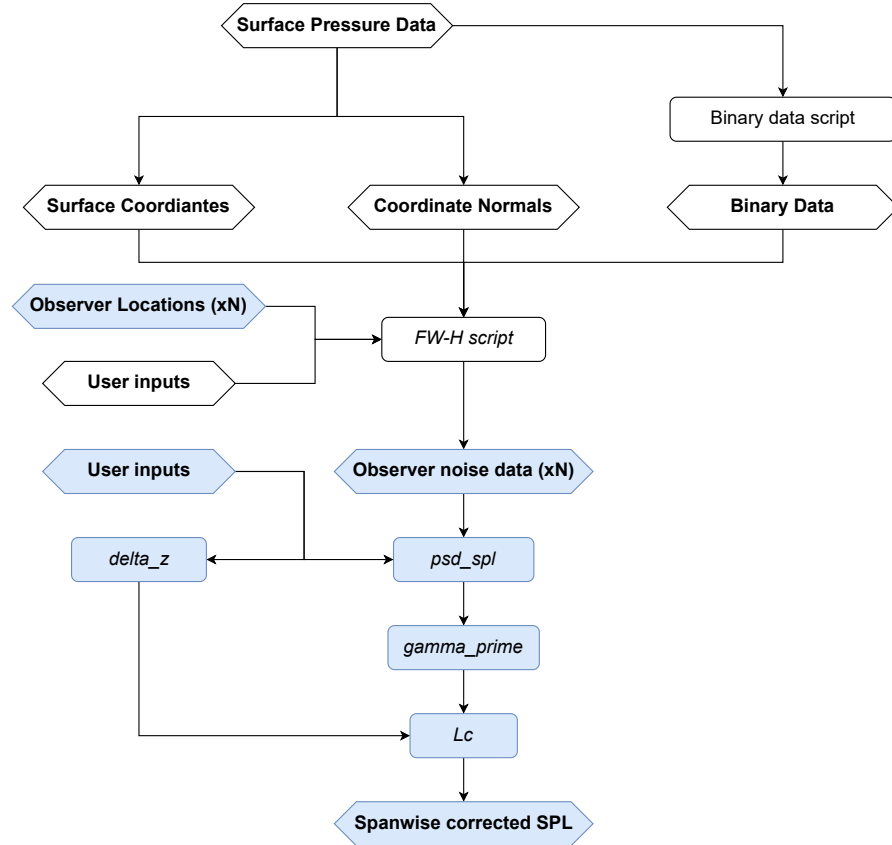 Surface Pressure Data
Binary data script
Surface Coordiantes
Coordinate Normals
Binary Data
Observer Locations (xN)
FW-H script
User inputs
User inputs
Observer noise data (xN)
delta_z
psd_spl
gamma_prime
Lc
Spanwise corrected SPL